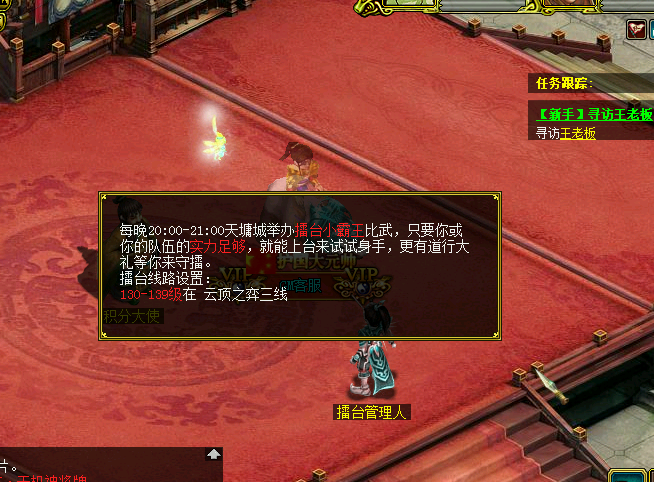 任务跟踪:
【新手】寻访王老板
寻访王老板
每晚20:00-21:00天墉城举办擂台小霸王比武，只要你或
你的队伍的实力足够，就能上台来试试身手，更有道行大
礼等你来守擂。
护国大元帅
擂台线路设置：
VIP
GM客服
VIP
130-139级在 云顶之弈三线
积分大使
擂台管理人
片。